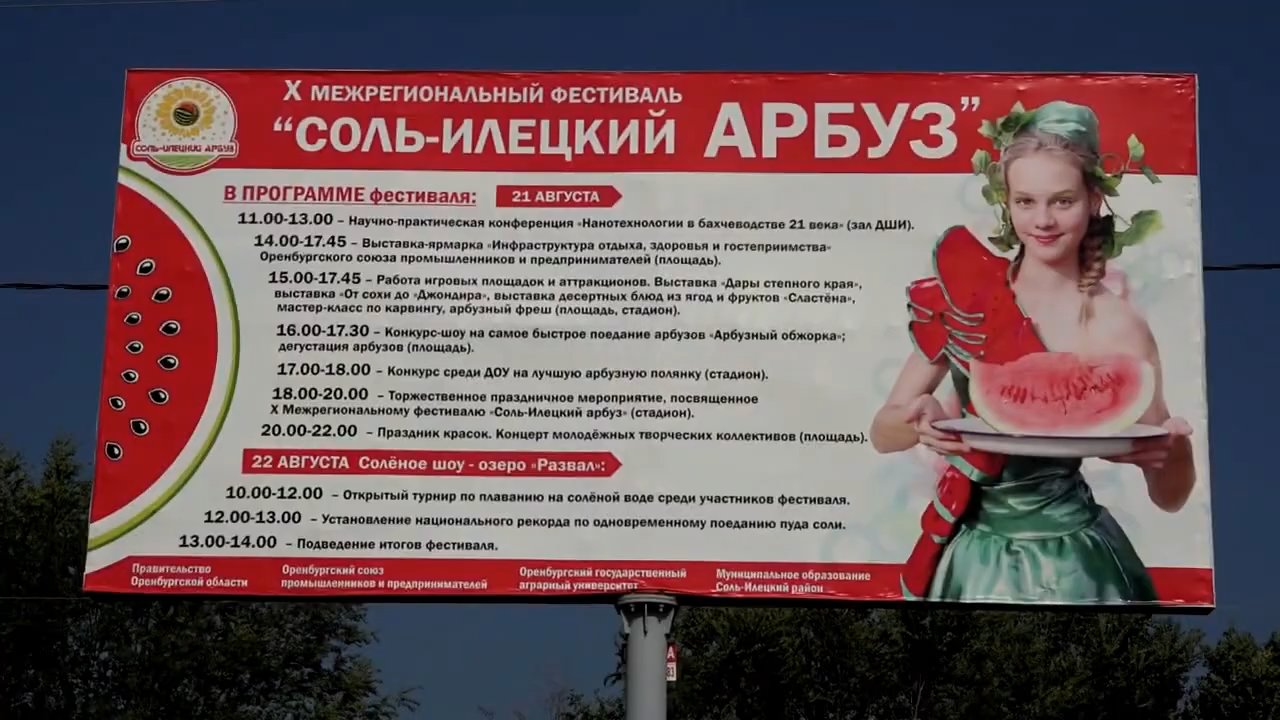 СОЛЬ-ИЛЕЦКИЙ АРБУЗ
X МЕЖРЕГИОНАЛЬНЫЙ ФЕСТИВАЛЬ
“СОЛЬ-ИЛЕЦКИЙ АРБУЗ”
В ПРОГРАММЕ фестиваля: 21 АВГУСТА
11.00-13.00 – Научно-практическая конференция «Нанотехнологии в бахчеводстве 21 века» (зал ДШИ).
14.00-17.45 – Выставка-ярмарка «Инфраструктура отдыха, здоровья и гостеприимства»
Оренбургского союза промышленников и предпринимателей (площадь).
15.00-17.45 – Работа игровых площадок и аттракционов. Выставка «Дары степного края»,
выставка «От сохи до «Джондира», выставка десертных блюд из ягод и фруктов «Сластёна»,
мастер-класс по карвингу, арбузный фреш (площадь, стадион).
16.00-17.30 – Конкурс-шоу на самое быстрое поедание арбузов «Арбузный обжорка»;
дегустация арбузов (площадь).
17.00-18.00 – Конкурс среди ДОУ на лучшую арбузную полянку (стадион).
18.00-20.00 – Торжественное праздничное мероприятие, посвященное
X Межрегиональному фестивалю «Соль-Илецкий арбуз» (стадион).
20.00-22.00 – Праздник красок. Концерт молодёжных творческих коллективов (площадь).
22 АВГУСТА Солёное шоу - озеро «Развал»:
10.00-12.00 – Открытый турнир по плаванию на солёной воде среди участников фестиваля.
12.00-13.00 – Установление национального рекорда по одновременному поеданию пуда соли.
13.00-14.00 – Подведение итогов фестиваля.
Правительство
Оренбургской области
Оренбургский союз
промышленников и предпринимателей
Оренбургский государственный
аграрный университет
Муниципальное образование
Соль-Илецкий район